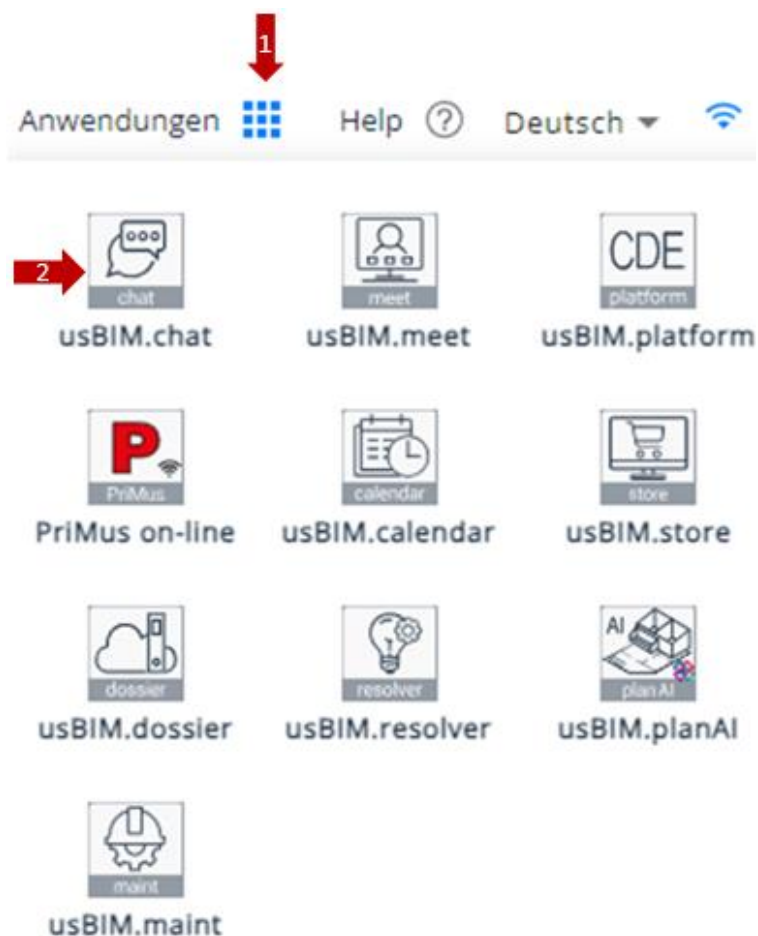 1
Anwendungen Help ? Deutsch
2
chat meet CDE platform
usBIM.chat usBIM.meet usBIM.platform
P PriMus calendar store
PriMus on-line usBIM.calendar usBIM.store
dossier resolver AI plan AI
usBIM.dossier usBIM.resolver usBIM.planAI
maint
usBIM.maint